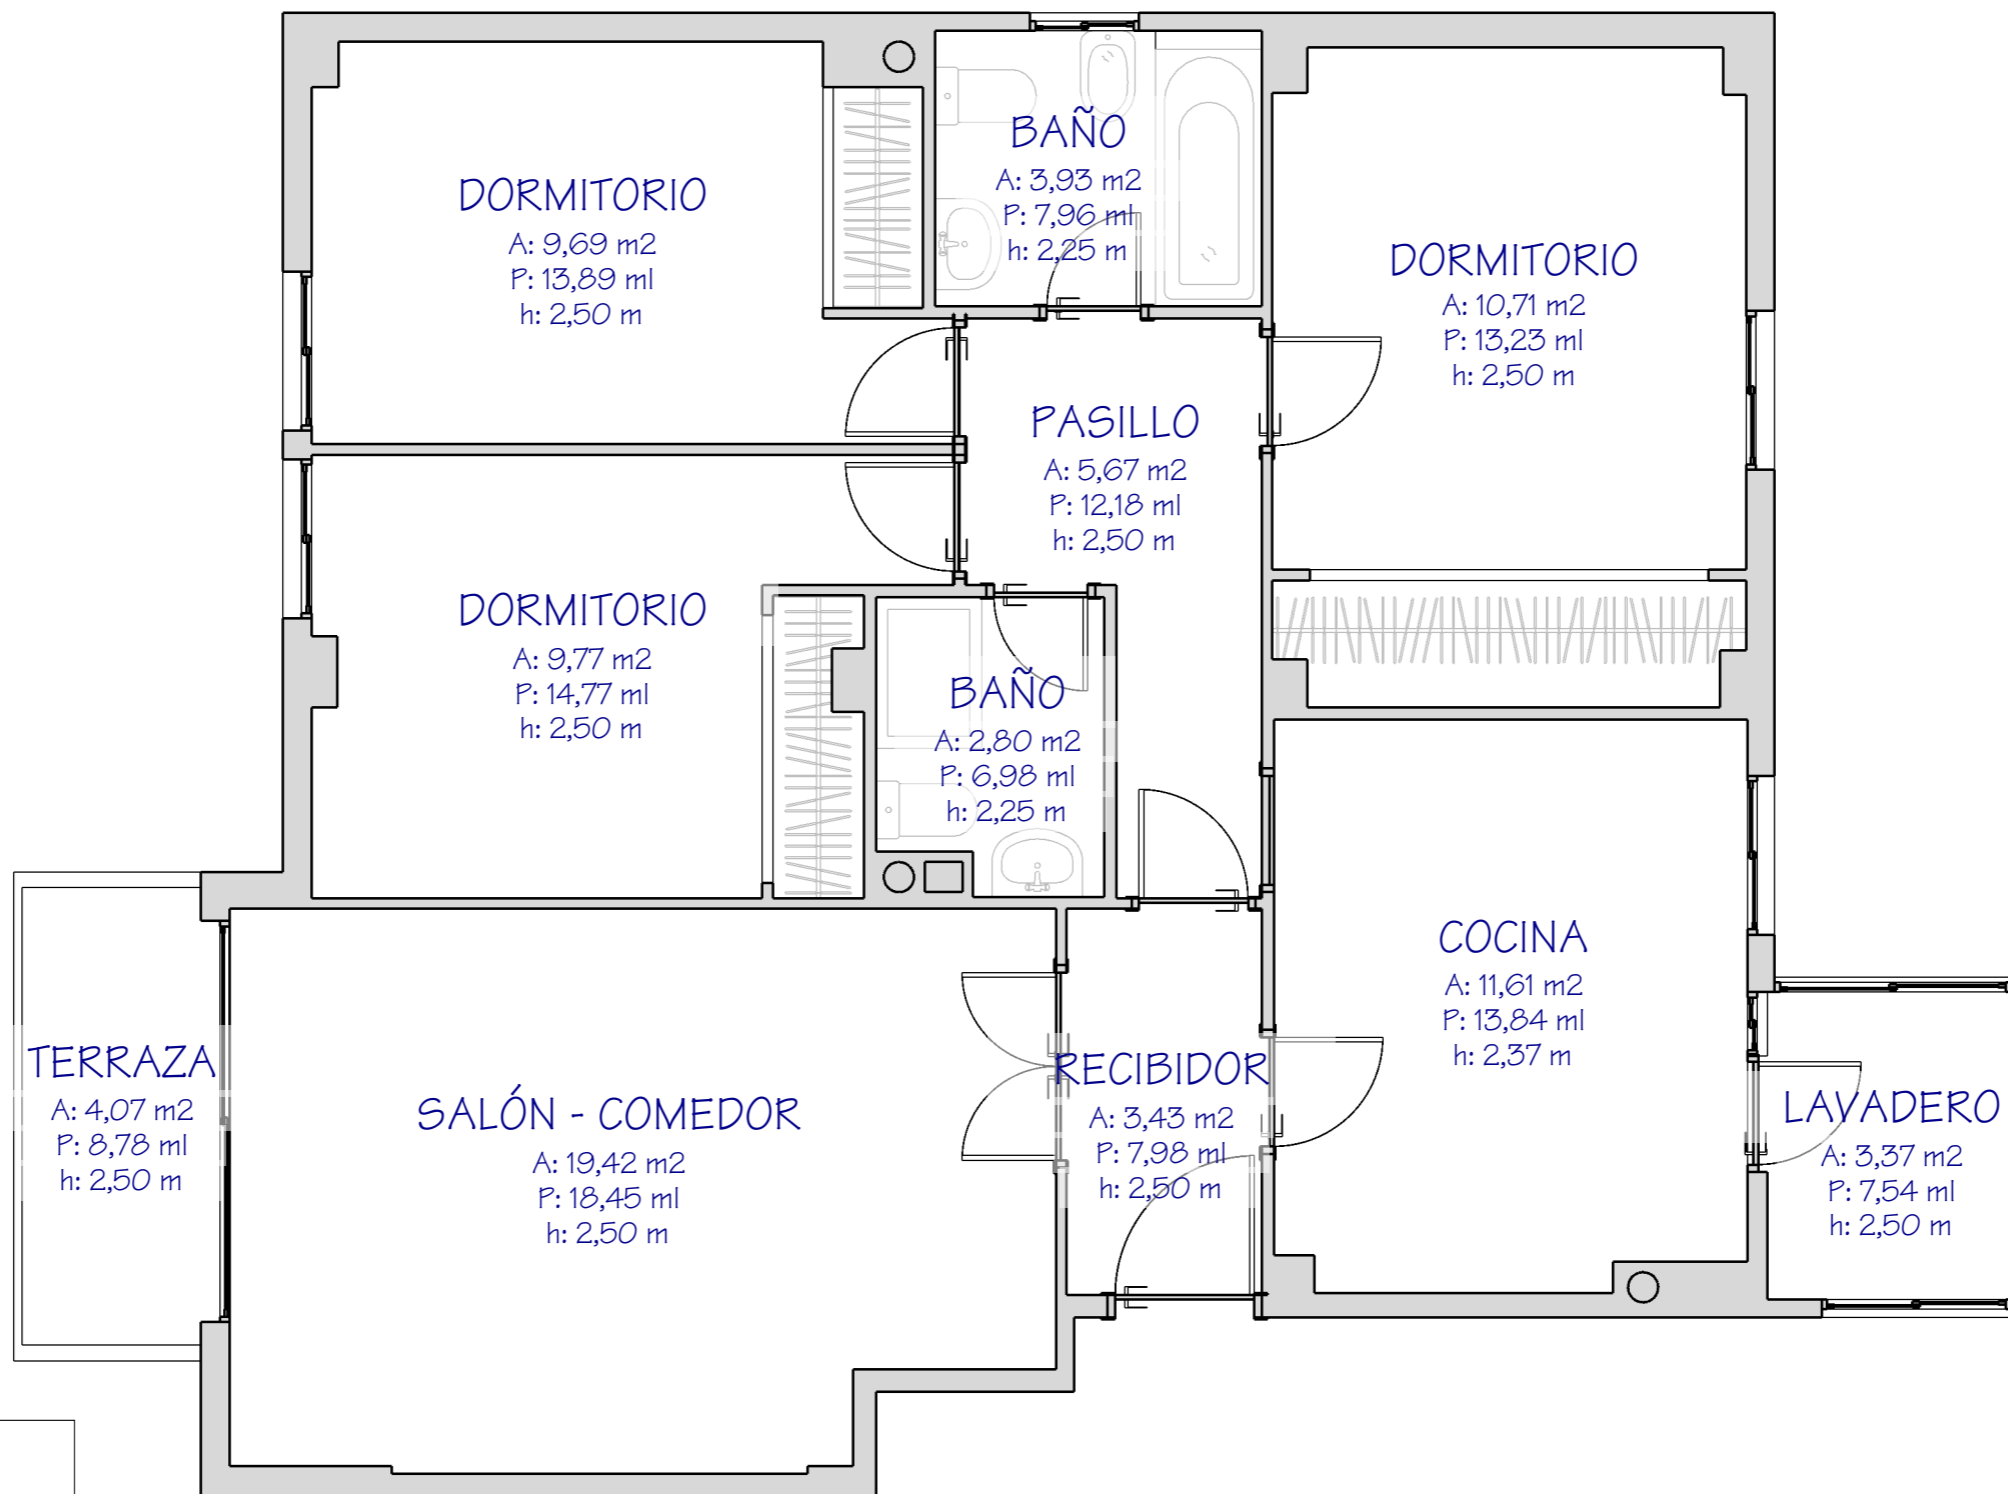 BAÑO
A: 3,93 m2
P: 7,96 ml
h: 2,25 m
DORMITORIO
A: 9,69 m2
P: 13,89 ml
h: 2,50 m
DORMITORIO
A: 10,71 m2
P: 13,23 ml
h: 2,50 m
PASILLO
A: 5,67 m2
P: 12,18 ml
h: 2,50 m
DORMITORIO
A: 9,77 m2
P: 14,77 ml
h: 2,50 m
BAÑO
A: 2,80 m2
P: 6,98 ml
h: 2,25 m
COCINA
A: 11,61 m2
P: 13,84 ml
h: 2,37 m
TERRAZA
A: 4,07 m2
P: 8,78 ml
h: 2,50 m
SALÓN - COMEDOR
A: 19,42 m2
P: 18,45 ml
h: 2,50 m
RECIBIDOR
A: 3,43 m2
P: 7,98 ml
h: 2,50 m
LAVADERO
A: 3,37 m2
P: 7,54 ml
h: 2,50 m